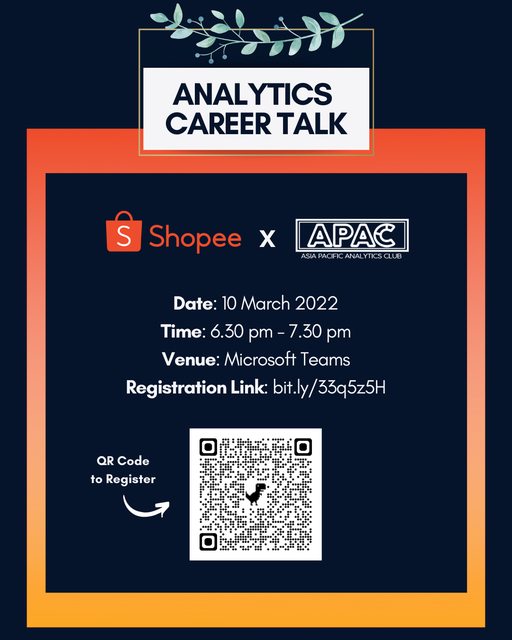 ANALYTICS
CAREER TALK
S Shopee x APAC
ASIA PACIFIC ANALYTICS CLUB
Date: 10 March 2022
Time: 6.30 pm - 7.30 pm
Venue: Microsoft Teams
Registration Link: bit.ly/33q5z5H
QR Code
to Register